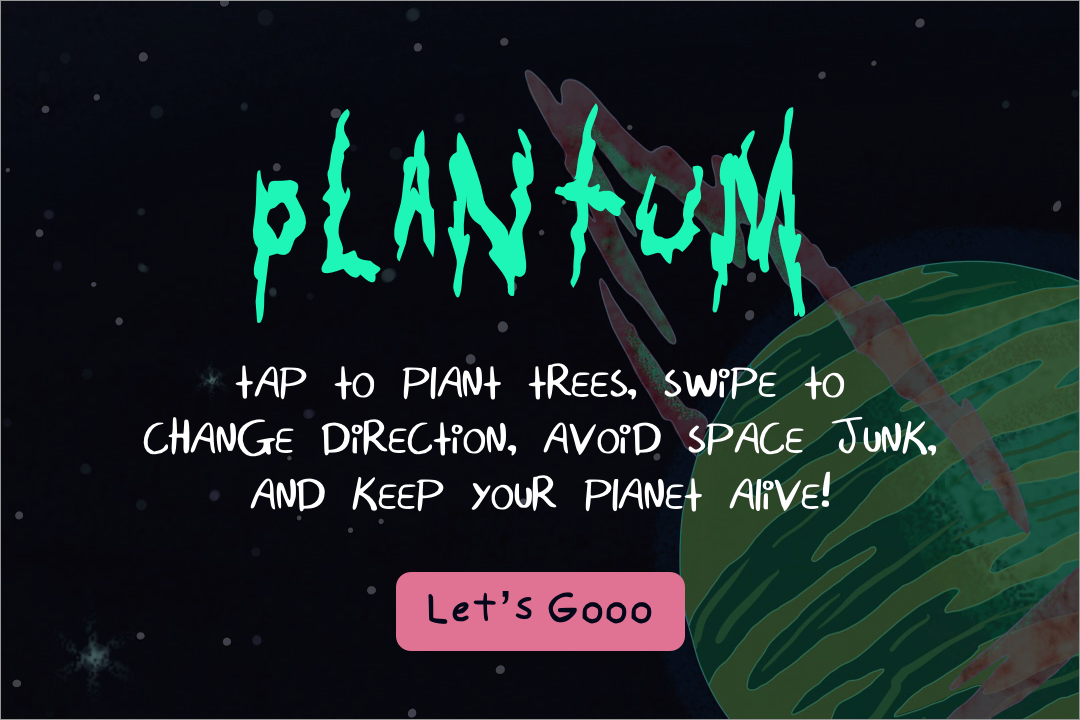 pLANtuM
tAP to PlANt tREES, SWiPE to
CHANGE DiRECtiON, AVOiD SPACE JuNK,
AND KEEP YOuR PlANEt AliVE!
Let's Gooo